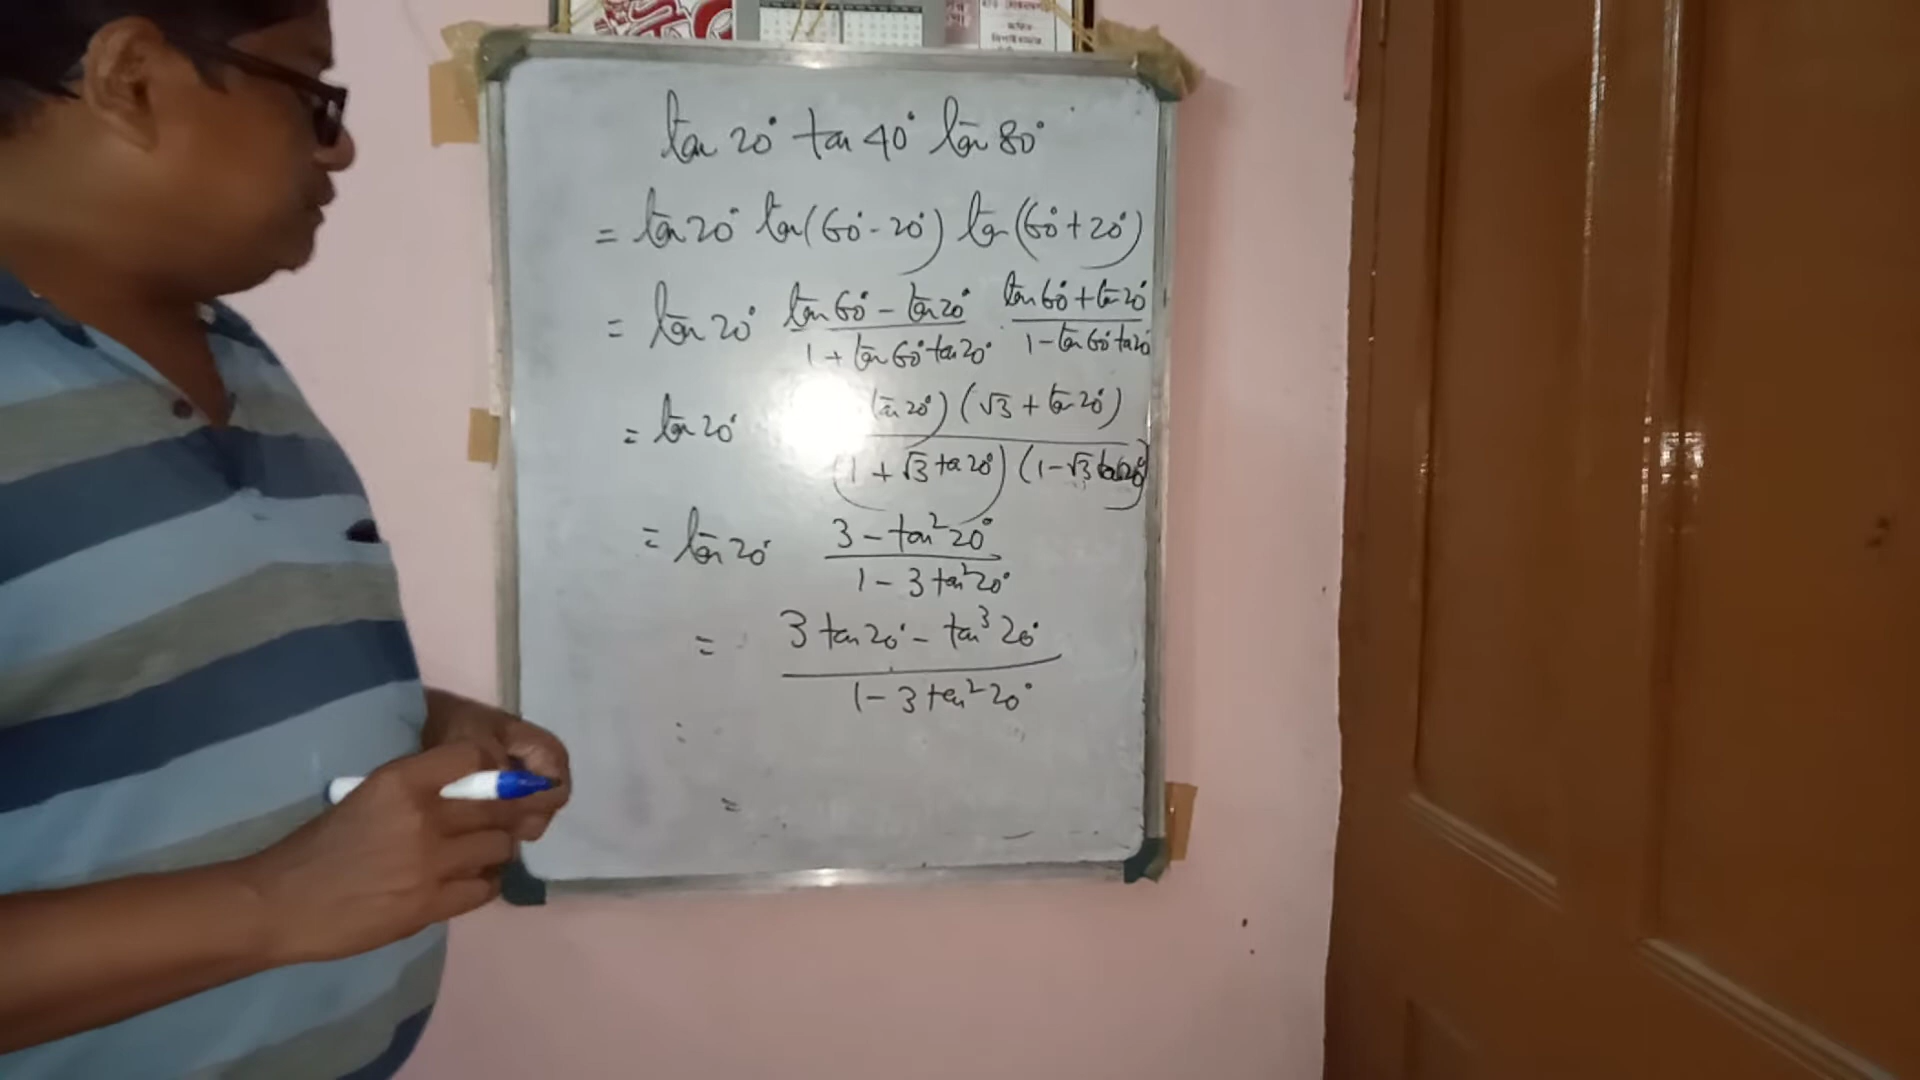 tan 20° tan 40° tan 80°
= tan 20° tan(60° - 20°) tan(60° + 20°)
= tan 20° (tan 60° - tan 20°)/(1 + tan 60° tan 20°) · (tan 60° + tan 20°)/(1 - tan 60° tan 20°)
= tan 20° tan 20°)(√3 + tan 20°)/(1 + √3 tan 20°)(1 - √3 tan 20°)
= tan 20° (3 - tan² 20°)/(1 - 3 tan² 20°)
= (3 tan 20° - tan³ 20°)/(1 - 3 tan² 20°)
=